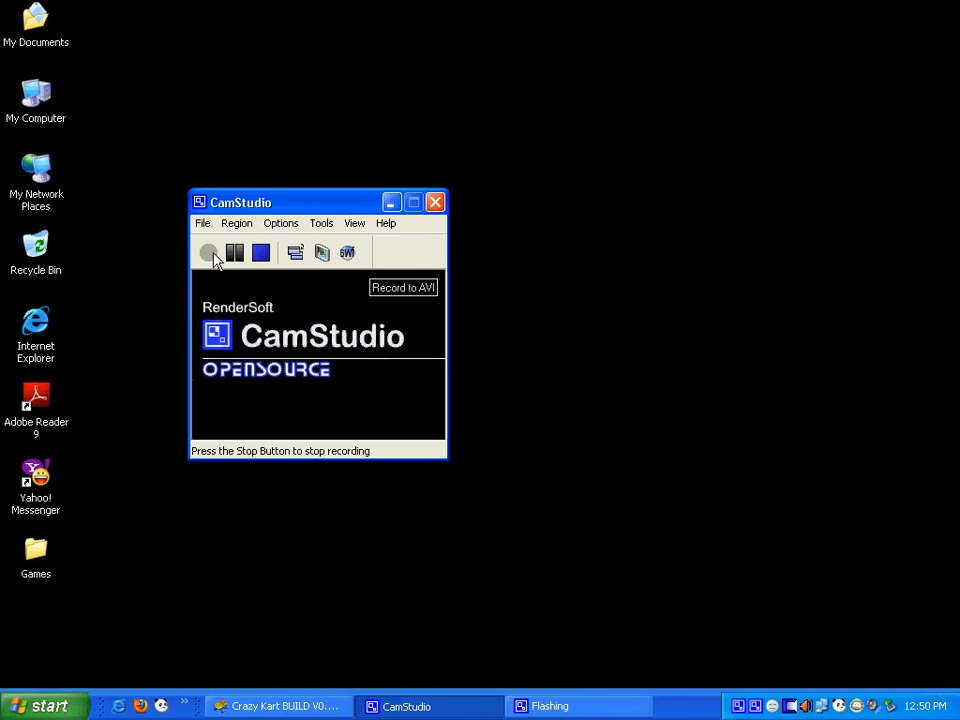 My Documents
My Computer
My Network
Places
Recycle Bin
Internet
Explorer
Adobe Reader
9
Yahoo!
Messenger
Games
CamStudio
File Region Options Tools View Help
SWF
Record to AVI
RenderSoft
CamStudio
OPENSOURCE
Press the Stop Button to stop recording
start
Crazy Kart BUILD V0....
CamStudio
Flashing
12:50 PM